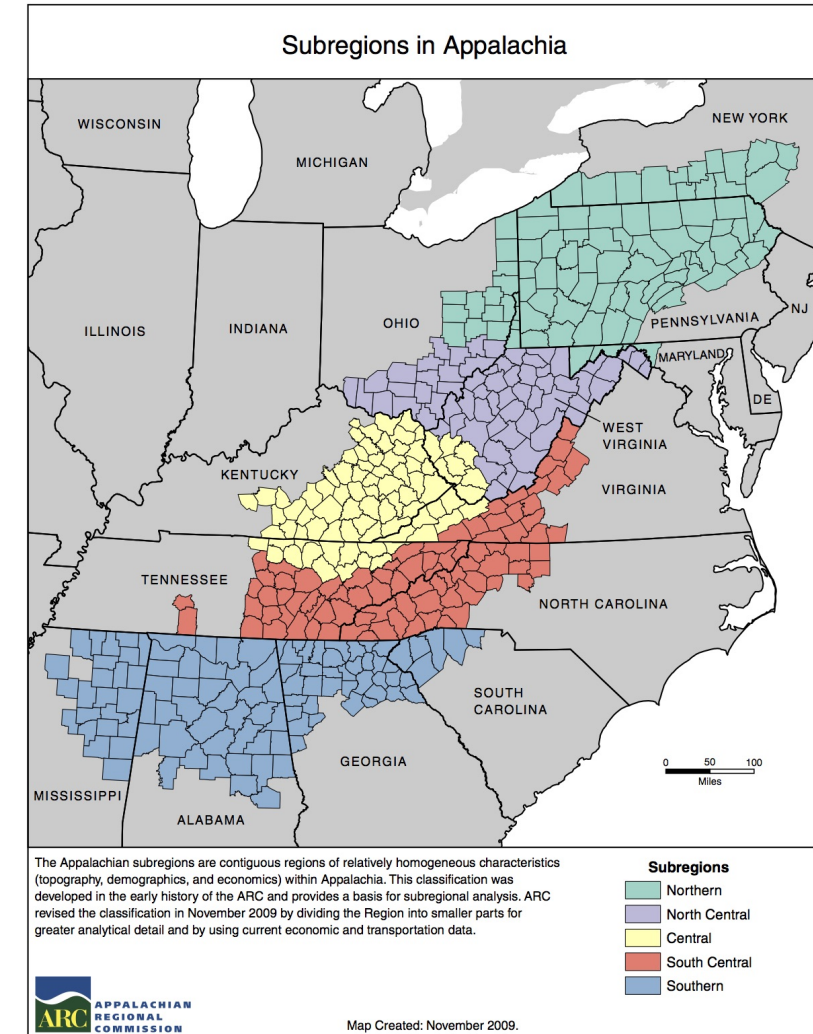 Subregions in Appalachia
WISCONSIN
NEW YORK
MICHIGAN
ILLINOIS
INDIANA
OHIO
PENNSYLVANIA
NJ
MARYLAND
DE
WEST
VIRGINIA
KENTUCKY
VIRGINIA
TENNESSEE
NORTH CAROLINA
SOUTH
CAROLINA
GEORGIA
MISSISSIPPI
ALABAMA
0 50 100
Miles
The Appalachian subregions are contiguous regions of relatively homogeneous characteristics
(topography, demographics, and economics) within Appalachia. This classification was
developed in the early history of the ARC and provides a basis for subregional analysis. ARC
revised the classification in November 2009 by dividing the Region into smaller parts for
greater analytical detail and by using current economic and transportation data.
Subregions
Northern
North Central
Central
South Central
Southern
ARC
APPALACHIAN
REGIONAL
COMMISSION
Map Created: November 2009.